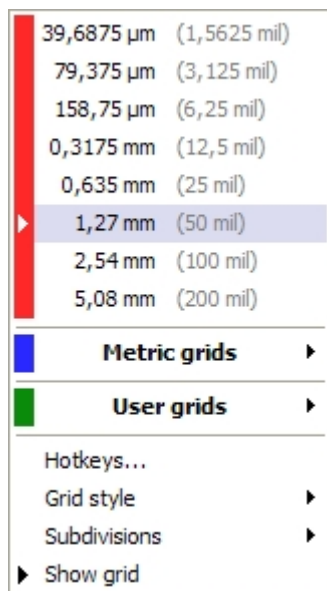 39,6875 µm (1,5625 mil)
79,375 µm (3,125 mil)
158,75 µm (6,25 mil)
0,3175 mm (12,5 mil)
0,635 mm (25 mil)
1,27 mm (50 mil)
2,54 mm (100 mil)
5,08 mm (200 mil)
Metric grids
User grids
Hotkeys...
Grid style
Subdivisions
Show grid